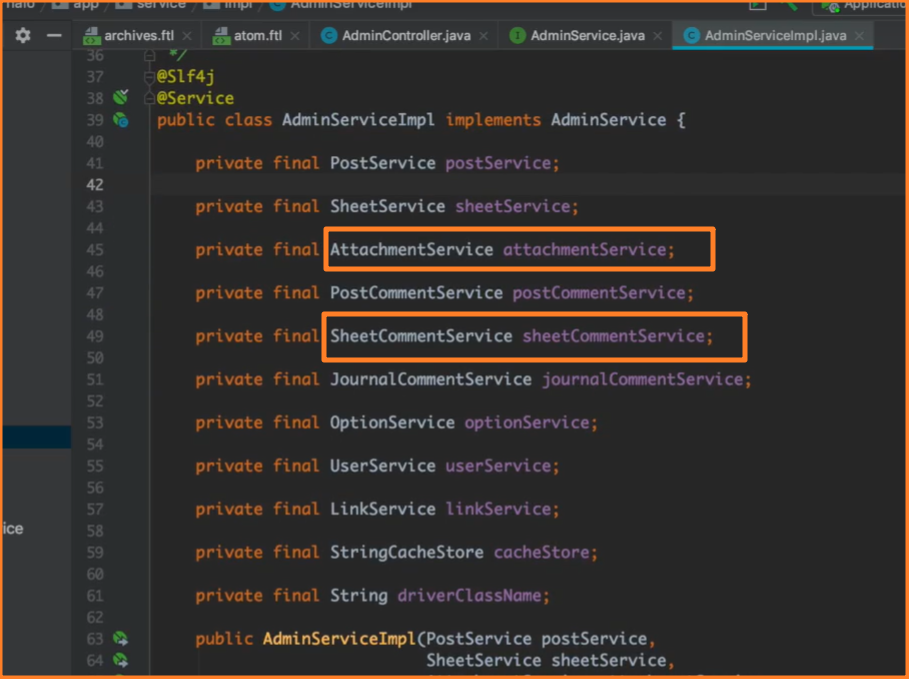 app service impl AdminServiceImpl
archives.ftl atom.ftl AdminController.java AdminService.java AdminServiceImpl.java
36 */
37 @Slf4j
38 @Service
39 public class AdminServiceImpl implements AdminService {
40
41 private final PostService postService;
42
43 private final SheetService sheetService;
44
45 private final AttachmentService attachmentService;
46
47 private final PostCommentService postCommentService;
48
49 private final SheetCommentService sheetCommentService;
50
51 private final JournalCommentService journalCommentService;
52
53 private final OptionService optionService;
54
55 private final UserService userService;
56
57 private final LinkService linkService;
58
ice
59 private final StringCacheStore cacheStore;
60
61 private final String driverClassName;
62
63 public AdminServiceImpl(PostService postService,
64 SheetService sheetService,